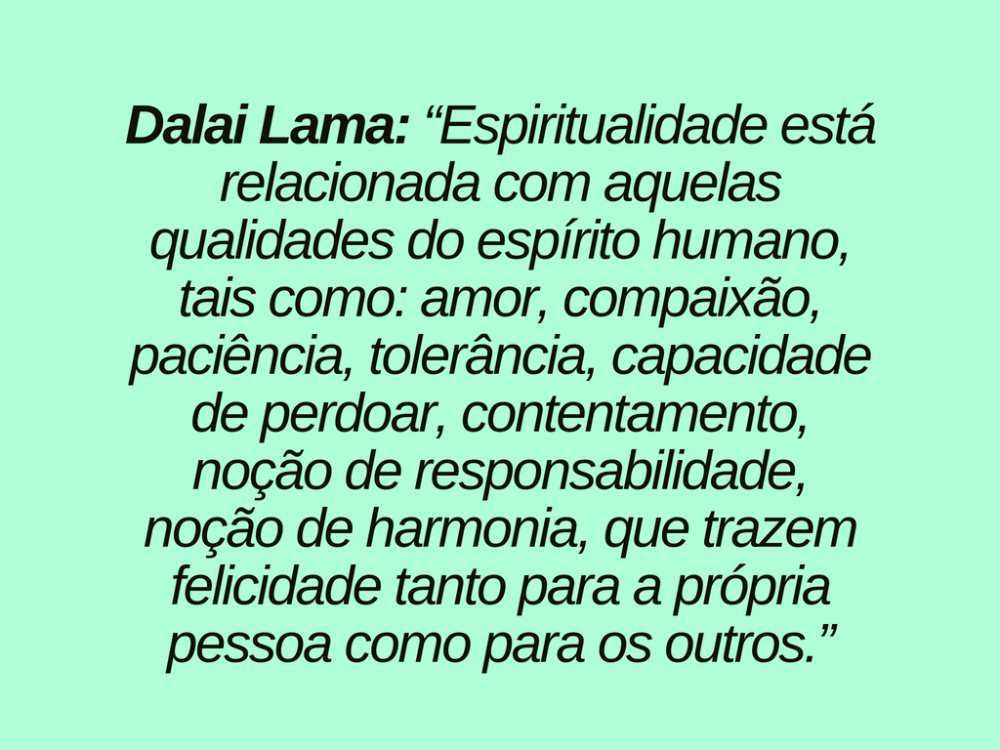 Dalai Lama: “Espiritualidade está
relacionada com aquelas
qualidades do espírito humano,
tais como: amor, compaixão,
paciência, tolerância, capacidade
de perdoar, contentamento,
noção de responsabilidade,
noção de harmonia, que trazem
felicidade tanto para a própria
pessoa como para os outros.”